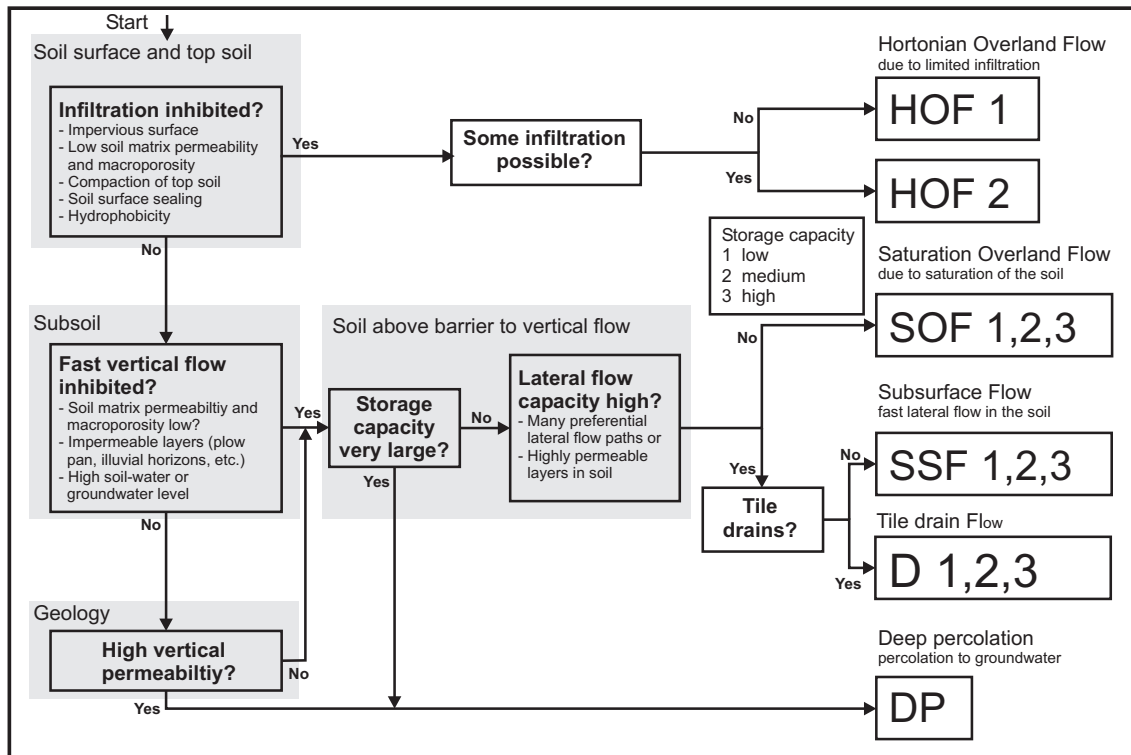 Start
Soil surface and top soil
Infiltration inhibited?
- Impervious surface
- Low soil matrix permeability
and macroporosity
- Compaction of top soil
- Soil surface sealing
- Hydrophobicity
Yes
No
Some infiltration
possible?
No
Yes
Hortonian Overland Flow
due to limited infiltration
HOF 1
HOF 2
Storage capacity
1 low
2 medium
3 high
Saturation Overland Flow
due to saturation of the soil
SOF 1,2,3
Subsoil
Fast vertical flow
inhibited?
- Soil matrix permeabiltiy and
macroporosity low?
- Impermeable layers (plow
pan, illuvial horizons, etc.)
- High soil-water or
groundwater level
Yes
No
Soil above barrier to vertical flow
Storage
capacity
very large?
No
Yes
Lateral flow
capacity high?
- Many preferential
lateral flow paths or
- Highly permeable
layers in soil
No
Yes
Tile
drains?
No
Yes
Subsurface Flow
fast lateral flow in the soil
SSF 1,2,3
Tile drain Flow
D 1,2,3
Geology
High vertical
permeabiltiy?
No
Yes
Deep percolation
percolation to groundwater
DP